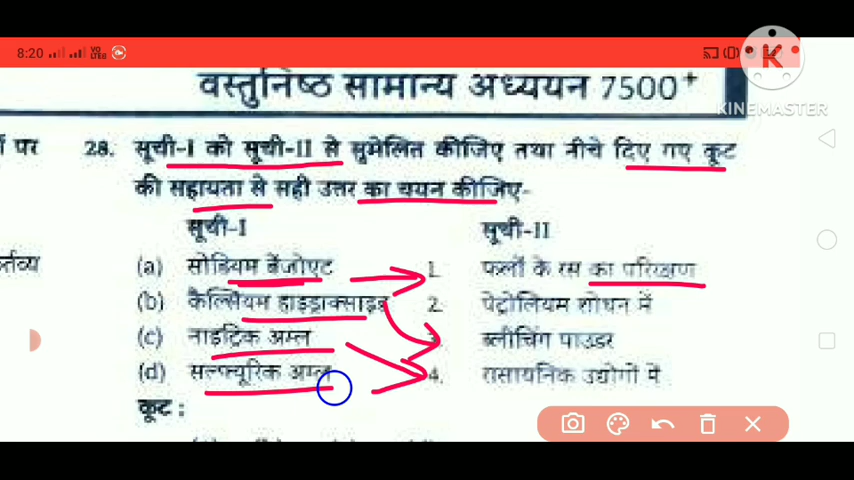 8:20
VO
LTE
K
KINEMASTER
वस्तुनिष्ठ सामान्य अध्ययन 7500+
पर
28. सूची-I को सूची-II से सुमेलित कीजिए तथा नीचे दिए गए कूट
की सहायता से सही उत्तर का चयन कीजिए-
सूची-I सूची-II
(a) सोडियम बेंजोएट 1. फलों के रस का परिरक्षण
(b) कैल्सियम हाइड्राक्साइड 2. पेट्रोलियम शोधन में
(c) नाइट्रिक अम्ल 3. ब्लीचिंग पाउडर
(d) सल्फ्यूरिक अम्ल 4. रासायनिक उद्योगों में
कूट :